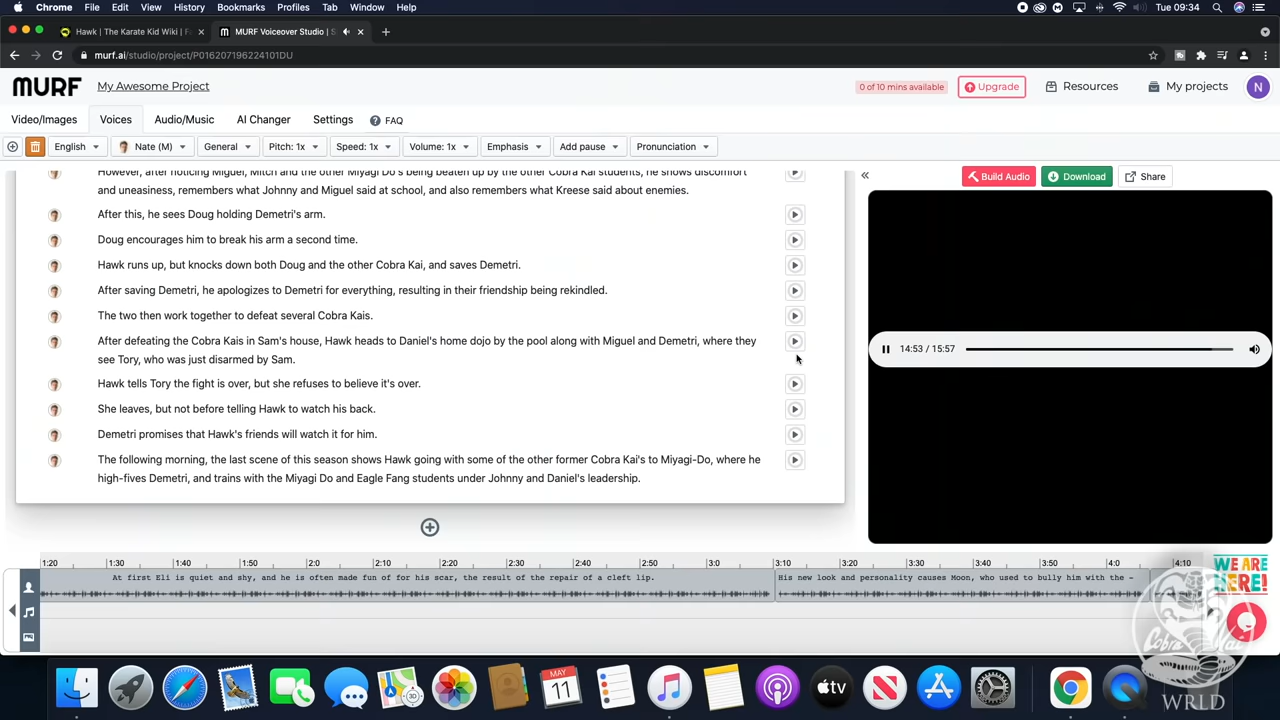 Chrome File Edit View History Bookmarks Profiles Tab Window Help Tue 09:34
Hawk | The Karate Kid Wiki | Fa MURF Voiceover Studio | S
murf.ai/studio/project/P016207196224101DU
MURF My Awesome Project 0 of 10 mins available Upgrade Resources My projects N
Video/Images Voices Audio/Music AI Changer Settings FAQ
English Nate (M) General Pitch: 1x Speed: 1x Volume: 1x Emphasis Add pause Pronunciation
However, after noticing Miguel, Mitch and the other Miyagi Do's being beaten up by the other Cobra Kai students, he shows discomfort
and uneasiness, remembers what Johnny and Miguel said at school, and also remembers what Kreese said about enemies.
After this, he sees Doug holding Demetri's arm.
Doug encourages him to break his arm a second time.
Hawk runs up, but knocks down both Doug and the other Cobra Kai, and saves Demetri.
After saving Demetri, he apologizes to Demetri for everything, resulting in their friendship being rekindled.
The two then work together to defeat several Cobra Kais.
After defeating the Cobra Kais in Sam's house, Hawk heads to Daniel's home dojo by the pool along with Miguel and Demetri, where they
see Tory, who was just disarmed by Sam.
Hawk tells Tory the fight is over, but she refuses to believe it's over.
She leaves, but not before telling Hawk to watch his back.
Demetri promises that Hawk's friends will watch it for him.
The following morning, the last scene of this season shows Hawk going with some of the other former Cobra Kai's to Miyagi-Do, where he
high-fives Demetri, and trains with the Miyagi Do and Eagle Fang students under Johnny and Daniel's leadership.
« Build Audio Download Share
14:53 / 15:57
1:20 1:30 1:40 1:50 2:0 2:10 2:20 2:30 2:40 2:50 3:10 3:20 3:30 3:40 3:50 4:0 4:10
At first Eli is quiet and shy, and he is often made fun of for his scar, the result of the repair of a cleft lip. His new look and personality causes Moon, who used to bully him with the -
WE ARE
HERE!
MAY
11
3D
tv
Cobra Kai
WRLD